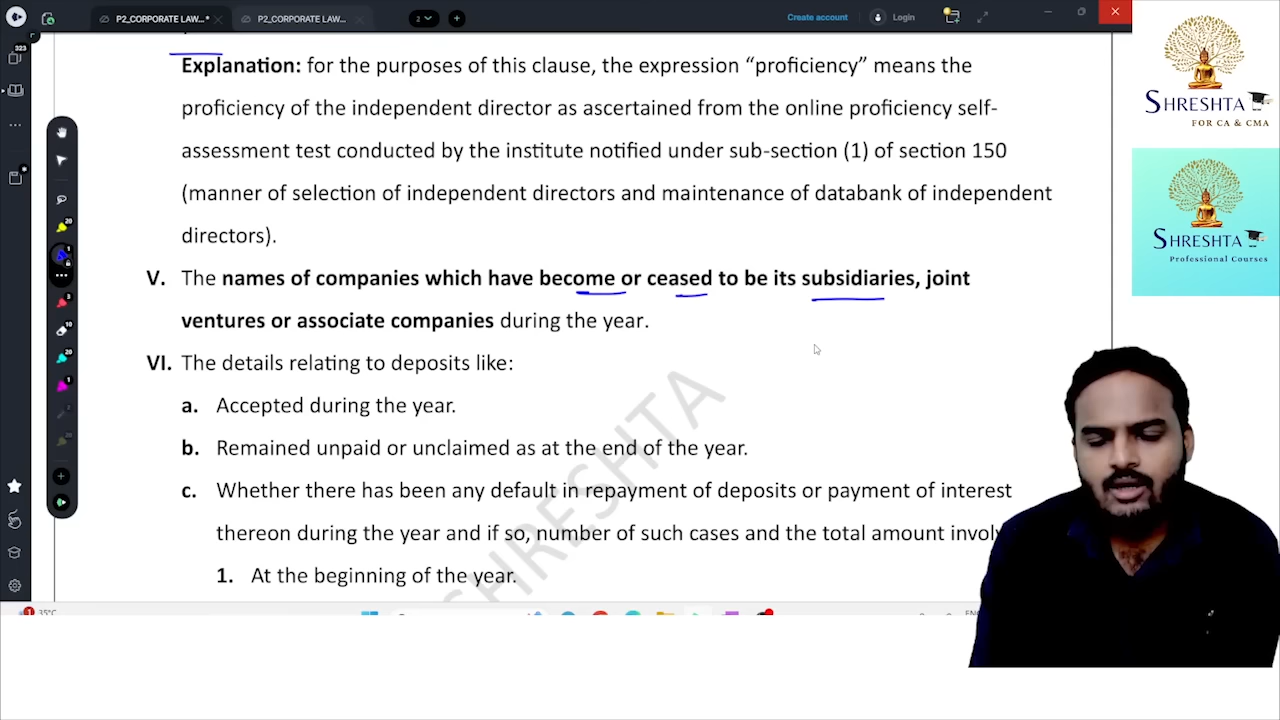 P2_CORPORATE LAW...*
P2_CORPORATE LAW...
2
Create account
Login
323
Explanation: for the purposes of this clause, the expression “proficiency” means the
proficiency of the independent director as ascertained from the online proficiency self-
assessment test conducted by the institute notified under sub-section (1) of section 150
(manner of selection of independent directors and maintenance of databank of independent
directors).
V. The names of companies which have become or ceased to be its subsidiaries, joint
ventures or associate companies during the year.
VI. The details relating to deposits like:
a. Accepted during the year.
b. Remained unpaid or unclaimed as at the end of the year.
c. Whether there has been any default in repayment of deposits or payment of interest
thereon during the year and if so, number of such cases and the total amount involv
1. At the beginning of the year.
SHRESHTA
35°C
SHRESHTA
FOR CA & CMA
SHRESHTA
Professional Courses